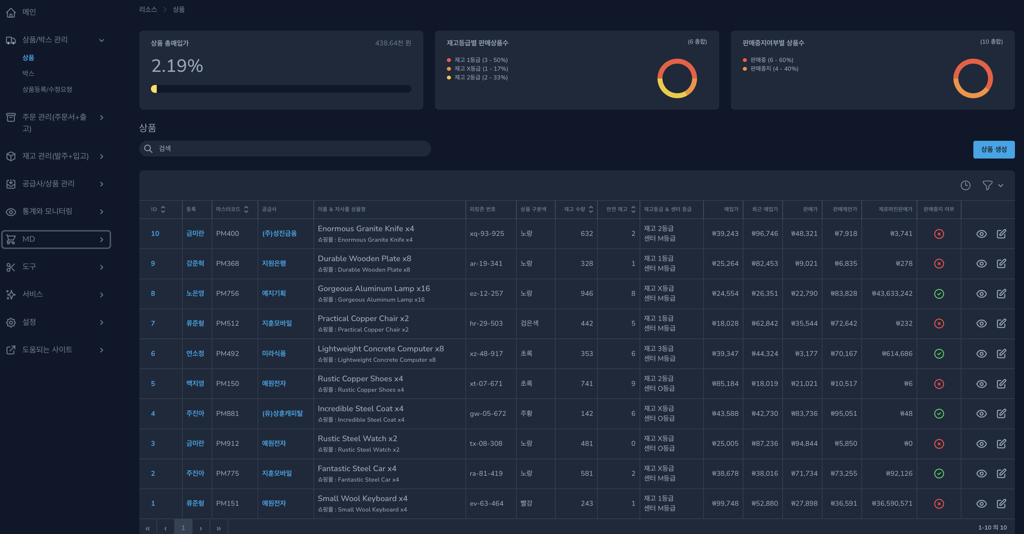 메인
상품/박스 관리
상품
박스
상품등록/수정요청
주문 관리(주문서+출
고)
재고 관리(발주+입고)
공급사/상품 관리
통계와 모니터링
MD
도구
서비스
설정
도움되는 사이트
리소스 > 상품
상품 총매입가
438.64천 원
2.19%
재고등급별 판매상품수
(6 총합)
재고 1등급 (3 - 50%)
재고 X등급 (1 - 17%)
재고 2등급 (2 - 33%)
판매중지여부별 상품수
(10 총합)
판매중 (6 - 60%)
판매중지 (4 - 40%)
상품
검색
상품 생성
ID 등록 마스터코드 공급사 이름 & 자사몰 상품명 피킹존 번호 상품 구분색 재고 수량 안전 재고 재고등급 & 센터 등급 매입가 최근 매입가 판매가 판매제안가 제로마진판매가 판매중지 여부
10 금미란 PM400 (주)성진금융 Enormous Granite Knife x4 xq-93-925 노랑 632 2 재고 2등급 ₩39,243 ₩96,746 ₩48,321 ₩7,918 ₩3,741
쇼핑몰 : Enormous Granite Knife x4 센터 M등급
9 강준혁 PM368 지원은행 Durable Wooden Plate x8 ar-19-341 노랑 328 1 재고 1등급 ₩25,264 ₩82,453 ₩9,021 ₩6,835 ₩278
쇼핑몰 : Durable Wooden Plate x8 센터 M등급
8 노은영 PM756 예지기획 Gorgeous Aluminum Lamp x16 ez-12-257 노랑 946 8 재고 X등급 ₩24,554 ₩26,351 ₩22,790 ₩83,828 ₩43,633,242
쇼핑몰 : Gorgeous Aluminum Lamp x16 센터 M등급
7 류준형 PM512 지훈모바일 Practical Copper Chair x2 hr-29-503 검은색 442 5 재고 1등급 ₩18,028 ₩62,842 ₩35,544 ₩72,642 ₩232
쇼핑몰 : Practical Copper Chair x2 센터 M등급
6 연소정 PM492 미라식품 Lightweight Concrete Computer x8 xz-48-917 초록 353 6 재고 3등급 ₩39,347 ₩44,324 ₩3,177 ₩70,167 ₩614,686
쇼핑몰 : Lightweight Concrete Computer x8 센터 M등급
5 백지영 PM150 예원전자 Rustic Copper Shoes x4 xt-07-671 초록 741 9 재고 2등급 ₩85,184 ₩18,019 ₩21,021 ₩10,517 ₩6
쇼핑몰 : Rustic Copper Shoes x4 센터 O등급
4 주진아 PM881 (유)상훈캐피탈 Incredible Steel Coat x4 gw-05-672 주황 142 6 재고 X등급 ₩43,588 ₩42,730 ₩83,736 ₩95,051 ₩48
쇼핑몰 : Incredible Steel Coat x4 센터 O등급
3 금미란 PM912 예원전자 Rustic Steel Watch x2 tx-08-308 노랑 481 0 재고 X등급 ₩25,005 ₩87,236 ₩94,844 ₩5,850 ₩0
쇼핑몰 : Rustic Steel Watch x2 센터 O등급
2 주진아 PM775 지훈모바일 Fantastic Steel Car x4 ra-81-419 노랑 581 2 재고 X등급 ₩38,678 ₩38,016 ₩71,734 ₩73,255 ₩92,126
쇼핑몰 : Fantastic Steel Car x4 센터 M등급
1 류준형 PM151 예원전자 Small Wool Keyboard x4 ev-63-464 빨강 243 1 재고 1등급 ₩99,748 ₩52,880 ₩27,898 ₩36,591 ₩36,590,571
쇼핑몰 : Small Wool Keyboard x4 센터 M등급
« ‹ 1 › »
1-10 의 10